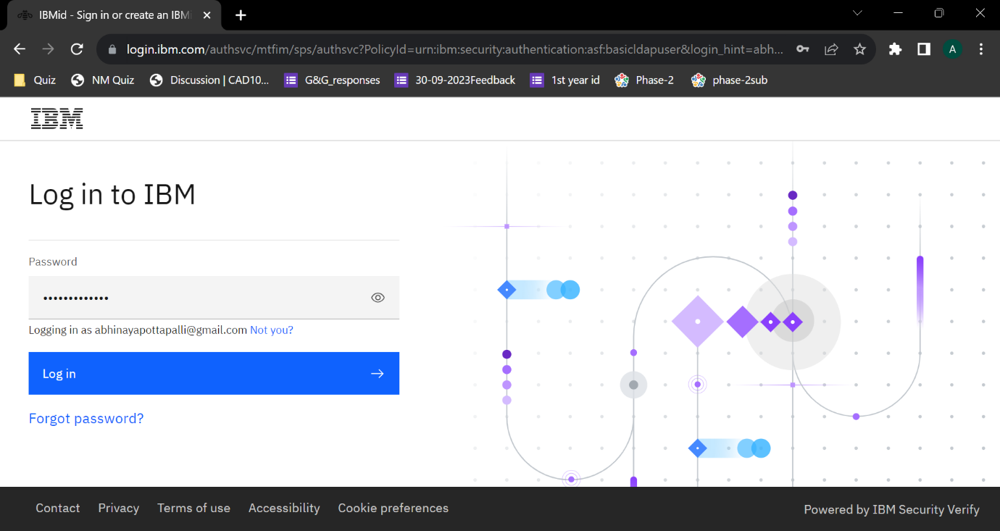 IBMid - Sign in or create an IBMi
login.ibm.com/authsvc/mtfim/sps/authsvc?PolicyId=urn:ibm:security:authentication:asf:basicldapuser&login_hint=abh...
A
Quiz NM Quiz Discussion | CAD10... G&G_responses 30-09-2023Feedback 1st year id Phase-2 phase-2sub
IBM
Log in to IBM
Password
•••••••••••••
Logging in as abhinayapottapalli@gmail.com Not you?
Log in
Forgot password?
Contact Privacy Terms of use Accessibility Cookie preferences Powered by IBM Security Verify